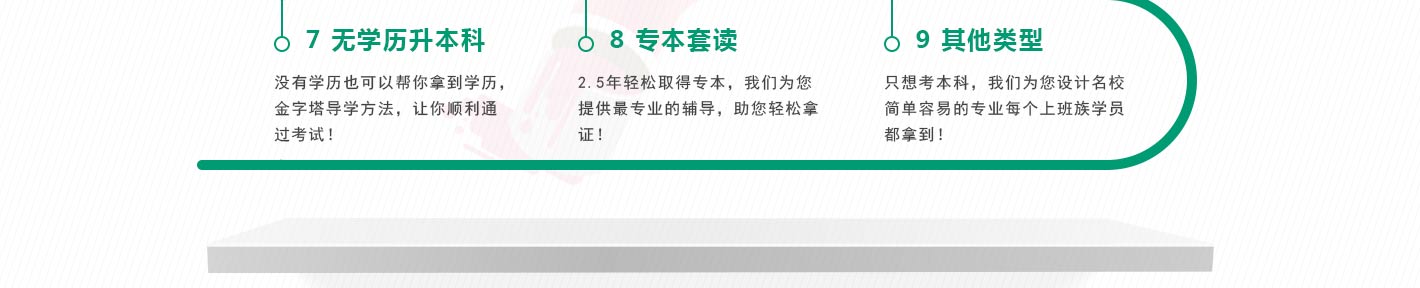 7 无学历升本科
没有学历也可以帮你拿到学历，
金字塔导学方法，让你顺利通
过考试！
8 专本套读
2.5年轻松取得专本，我们为您
提供最专业的辅导，助您轻松拿
证！
9 其他类型
只想考本科，我们为您设计名校
简单容易的专业每个上班族学员
都拿到！